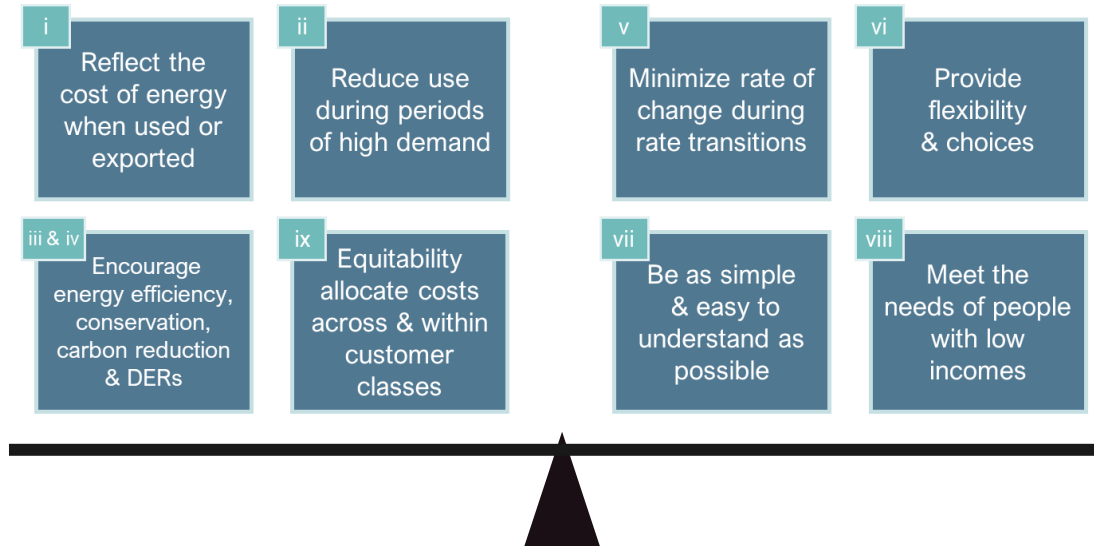 i
Reflect the
cost of energy
when used or
exported
ii
Reduce use
during periods
of high demand
v
Minimize rate of
change during
rate transitions
vi
Provide
flexibility
& choices
iii & iv
Encourage
energy efficiency,
conservation,
carbon reduction
& DERs
ix
Equitability
allocate costs
across & within
customer
classes
vii
Be as simple
& easy to
understand as
possible
viii
Meet the
needs of people
with low
incomes